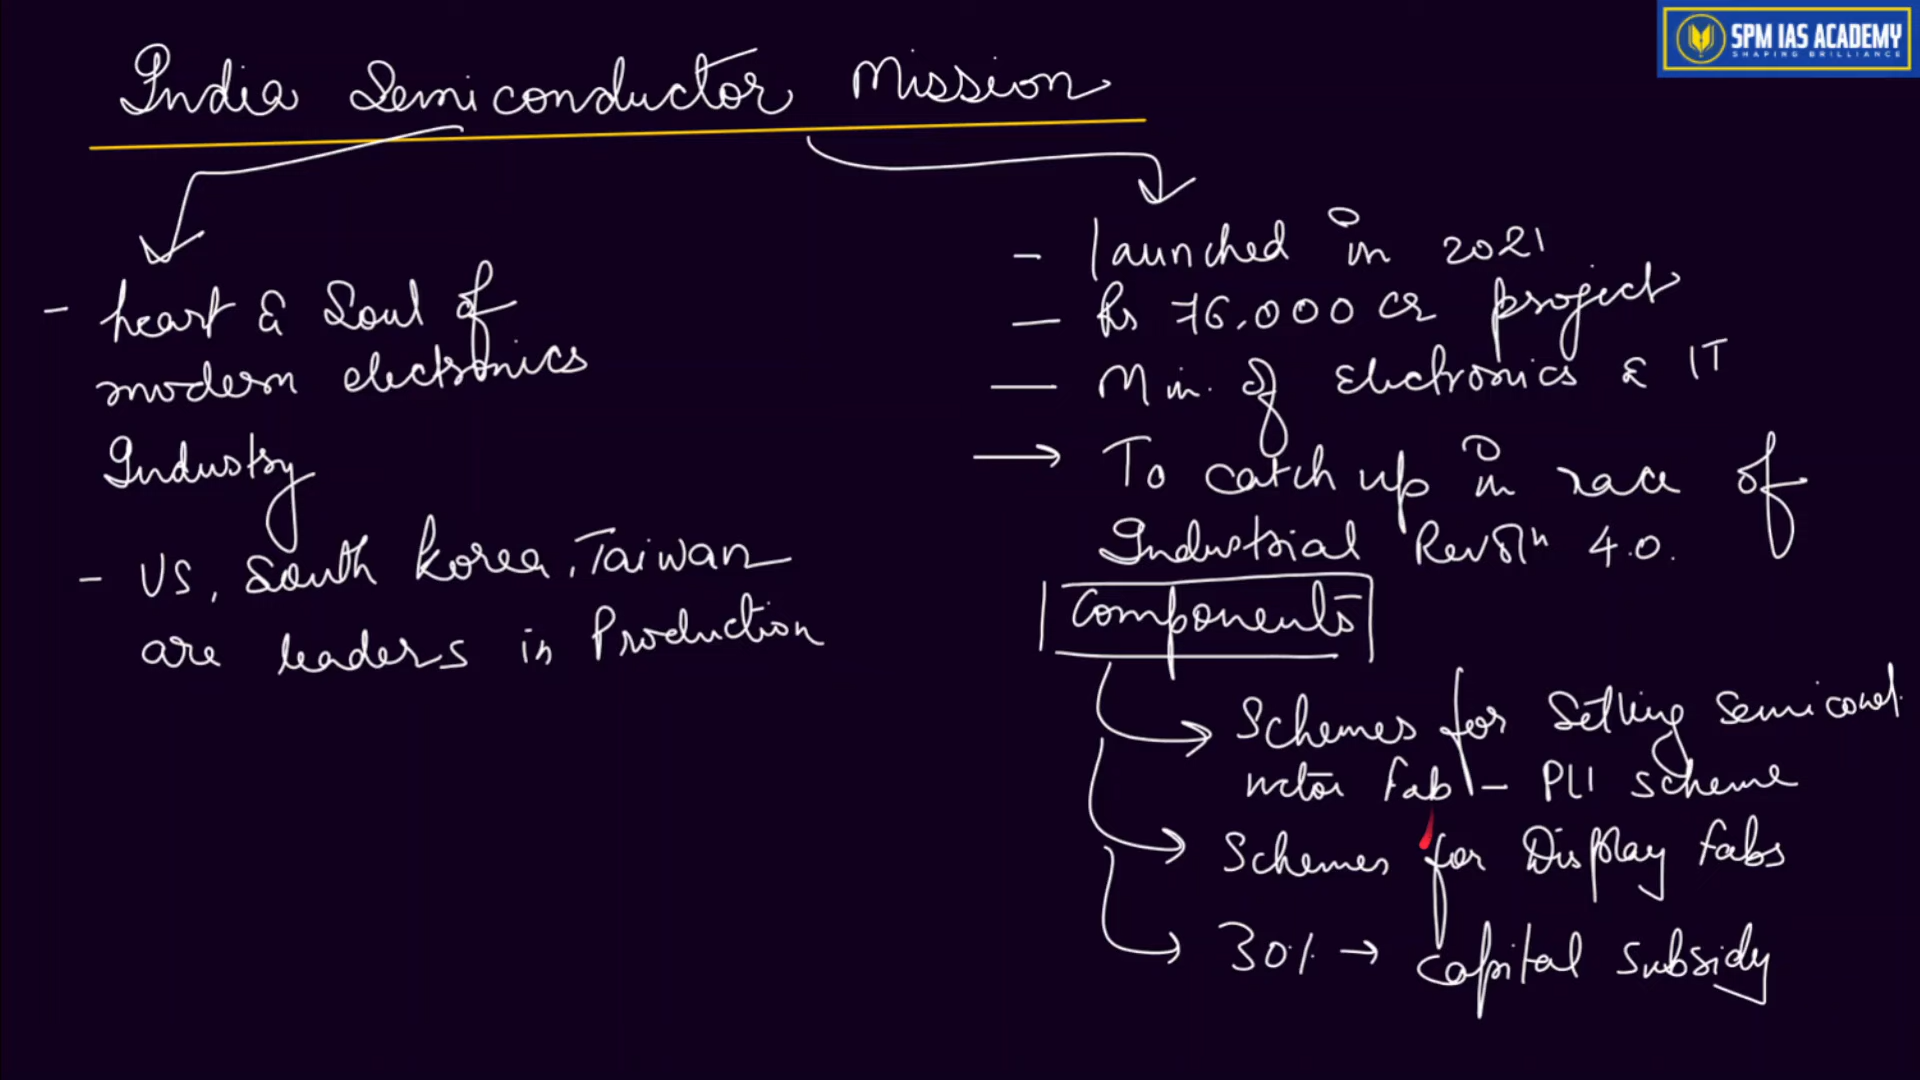 SPM IAS ACADEMY
SHAPING BRILLIANCE
India Semiconductor Mission
- heart & Soul of
modern electronics
Industry
- US, South Korea, Taiwan
are leaders in Production
- launched in 2021
- Rs 76,000 cr project
- Min. of Electronics & IT
→ To catch up in race of
Industrial Revolⁿ 4.0.
Components
→ Schemes for Setting Semicond
uctor Fab - PLI scheme
→ Schemes for Display Fabs
→ 30% → Capital Subsidy